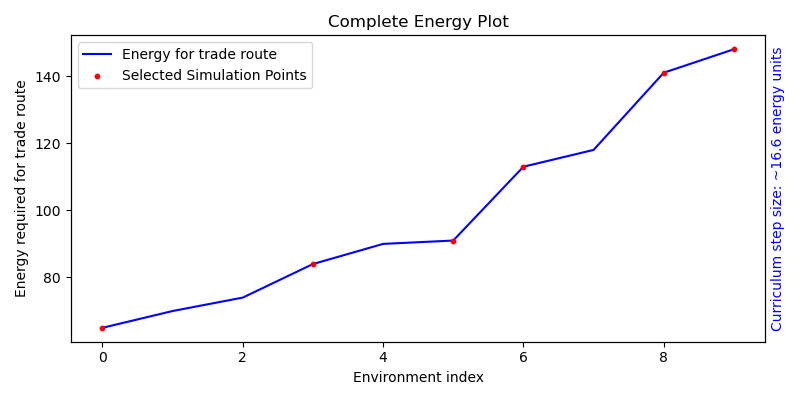 Complete Energy Plot
Energy for trade route
Selected Simulation Points
Energy required for trade route
140
120
100
80
0
2
4
6
8
Environment index
Curriculum step size: ~16.6 energy units